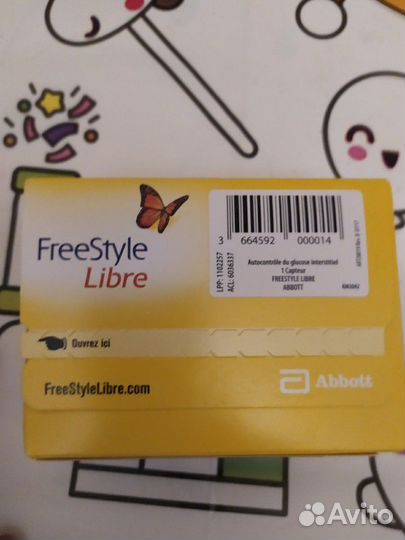 FreeStyle
Libre
LPP: 1102257
ACL: 6036337
3 664592 000014
Autocontrôle du glucose interstitiel
1 Capteur
FREESTYLE LIBRE
ABBOTT
Ouvrez ici
FreeStyleLibre.com
Abbott
Avito